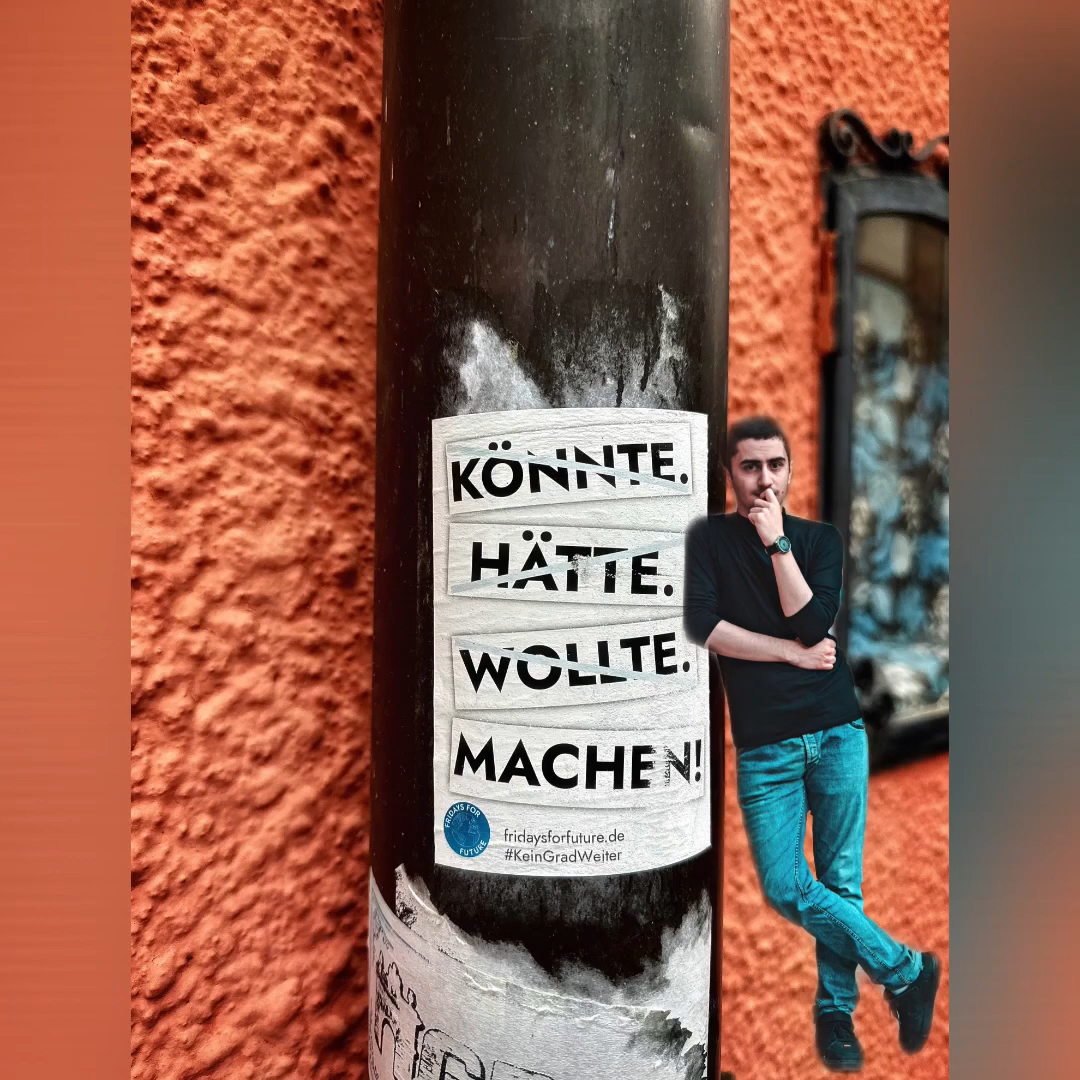 KÖNNTE.
HÄTTE.
WOLLTE.
MACHEN!
FRIDAYS FOR
FUTURE
fridaysforfuture.de
#KeinGradWeiter